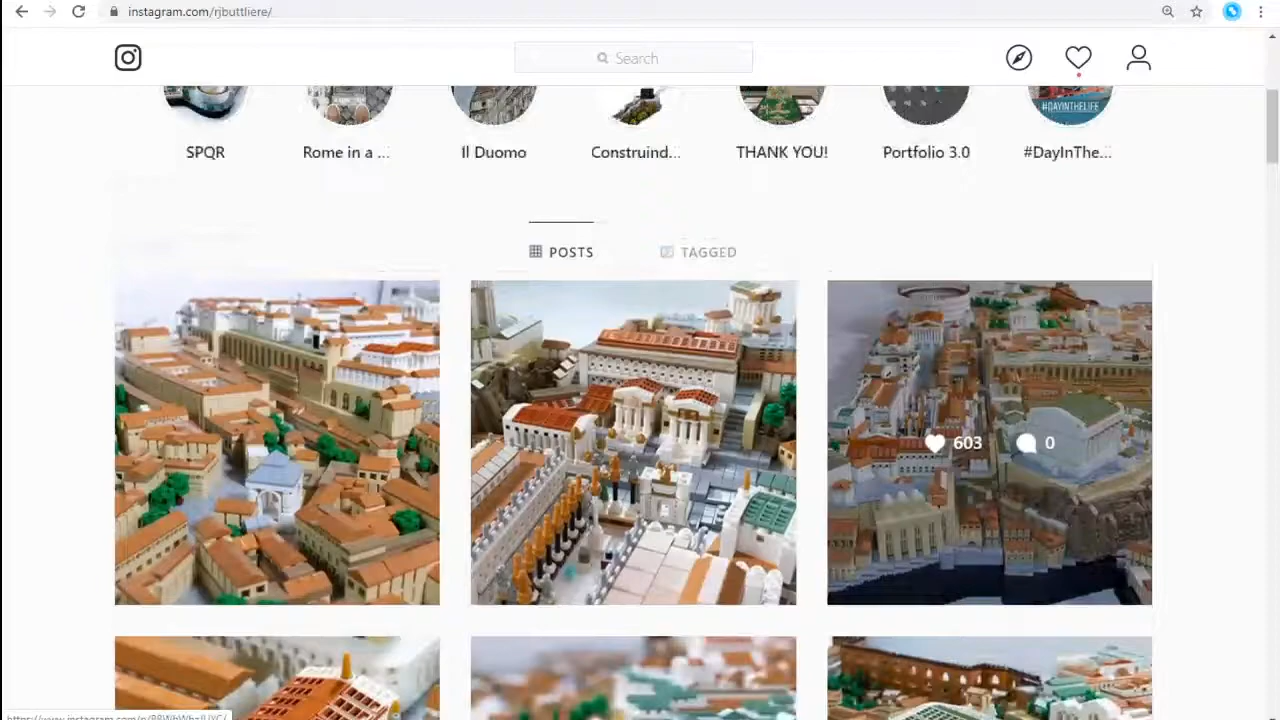 instagram.com/rjbuttliere/
Search
#DAYINTHELIFE
SPQR
Rome in a ...
Il Duomo
Construind...
THANK YOU!
Portfolio 3.0
#DayInThe...
POSTS
TAGGED
603
0